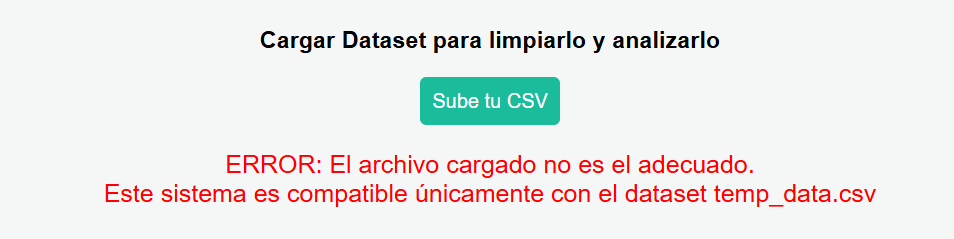 Cargar Dataset para limpiarlo y analizarlo
Sube tu CSV
ERROR: El archivo cargado no es el adecuado.
Este sistema es compatible únicamente con el dataset temp_data.csv